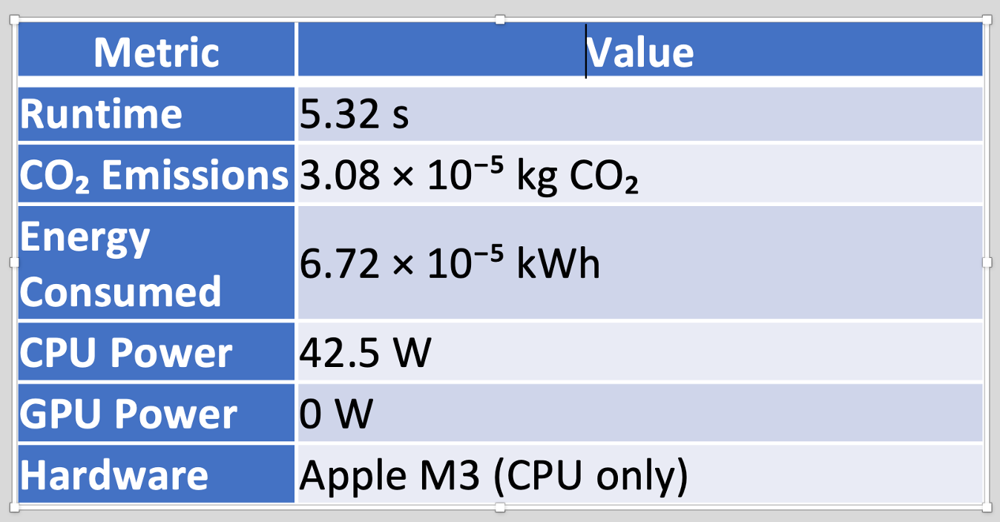 Metric Value
Runtime 5.32 s
CO₂ Emissions 3.08 × 10⁻⁵ kg CO₂
Energy
Consumed 6.72 × 10⁻⁵ kWh
CPU Power 42.5 W
GPU Power 0 W
Hardware Apple M3 (CPU only)